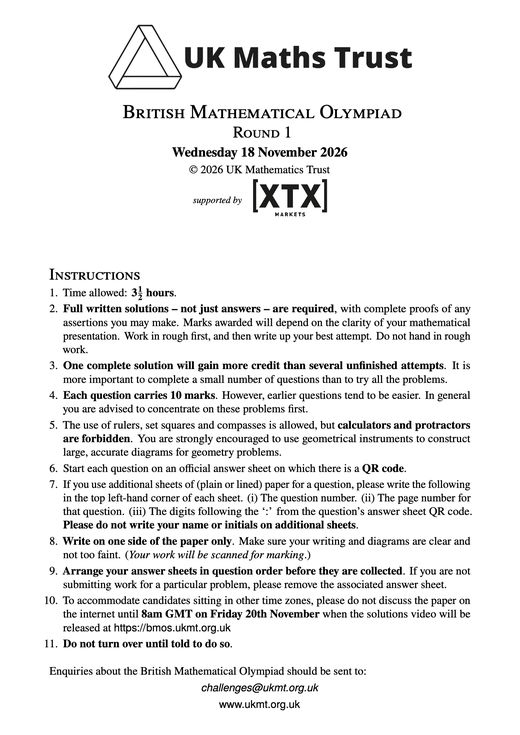 UK Maths Trust
British Mathematical Olympiad
Round 1
Wednesday 18 November 2026
© 2026 UK Mathematics Trust
supported by [XTX]
MARKETS
Instructions
1. Time allowed: 3½ hours.
2. Full written solutions – not just answers – are required, with complete proofs of any
assertions you may make. Marks awarded will depend on the clarity of your mathematical
presentation. Work in rough first, and then write up your best attempt. Do not hand in rough
work.
3. One complete solution will gain more credit than several unfinished attempts. It is
more important to complete a small number of questions than to try all the problems.
4. Each question carries 10 marks. However, earlier questions tend to be easier. In general
you are advised to concentrate on these problems first.
5. The use of rulers, set squares and compasses is allowed, but calculators and protractors
are forbidden. You are strongly encouraged to use geometrical instruments to construct
large, accurate diagrams for geometry problems.
6. Start each question on an official answer sheet on which there is a QR code.
7. If you use additional sheets of (plain or lined) paper for a question, please write the following
in the top left-hand corner of each sheet. (i) The question number. (ii) The page number for
that question. (iii) The digits following the ‘:’ from the question’s answer sheet QR code.
Please do not write your name or initials on additional sheets.
8. Write on one side of the paper only. Make sure your writing and diagrams are clear and
not too faint. (Your work will be scanned for marking.)
9. Arrange your answer sheets in question order before they are collected. If you are not
submitting work for a particular problem, please remove the associated answer sheet.
10. To accommodate candidates sitting in other time zones, please do not discuss the paper on
the internet until 8am GMT on Friday 20th November when the solutions video will be
released at https://bmos.ukmt.org.uk
11. Do not turn over until told to do so.
Enquiries about the British Mathematical Olympiad should be sent to:
challenges@ukmt.org.uk
www.ukmt.org.uk